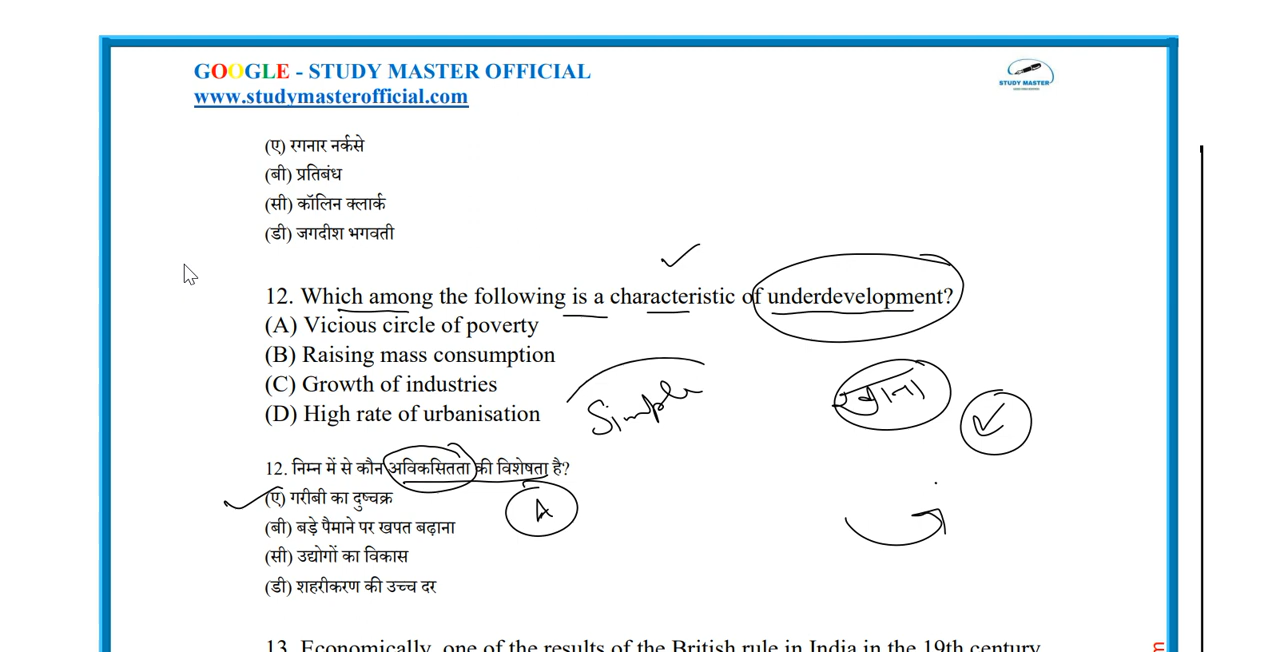 GOOGLE - STUDY MASTER OFFICIAL
www.studymasterofficial.com
STUDY MASTER
(ए) रगनार नर्कसे
(बी) प्रतिबंध
(सी) कॉलिन क्लार्क
(डी) जगदीश भगवती
12. Which among the following is a characteristic of underdevelopment?
(A) Vicious circle of poverty
(B) Raising mass consumption
(C) Growth of industries
(D) High rate of urbanisation
Simple
12. निम्न में से कौन अविकसितता की विशेषता है?
(ए) गरीबी का दुष्चक्र
A
(बी) बड़े पैमाने पर खपत बढ़ाना
(सी) उद्योगों का विकास
(डी) शहरीकरण की उच्च दर
13. Economically, one of the results of the British rule in India in the 19th century